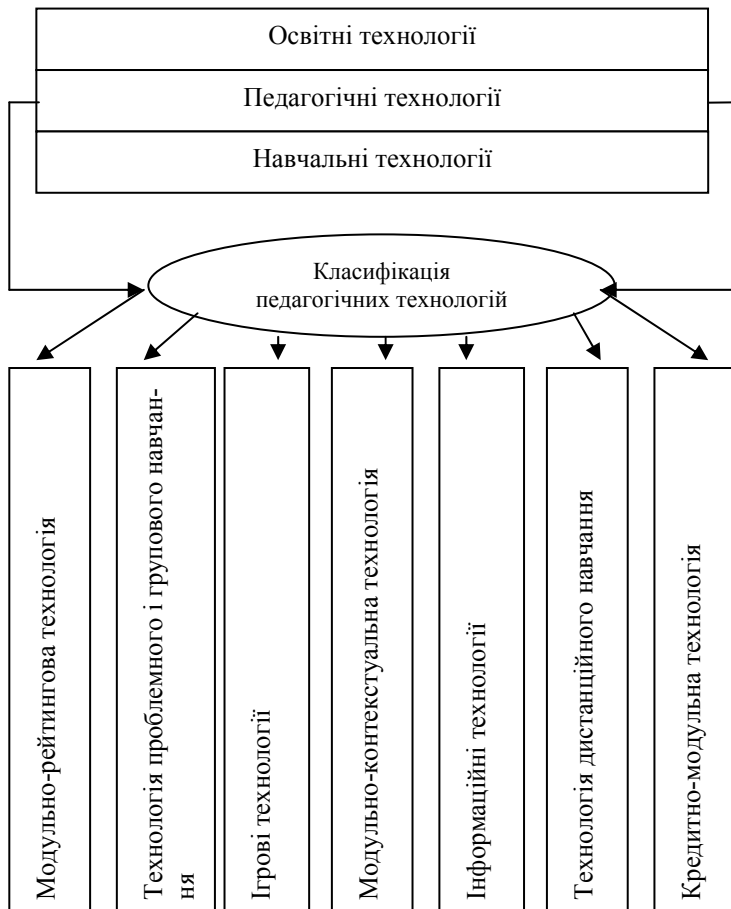 Освітні технології
Педагогічні технології
Навчальні технології
Класифікація
педагогічних технологій
Модульно-рейтингова технологія
Технологія проблемного і групового навчан-
ня
Ігрові технології
Модульно-контекстуальна технологія
Інформаційні технології
Технологія дистанційного навчання
Кредитно-модульна технологія